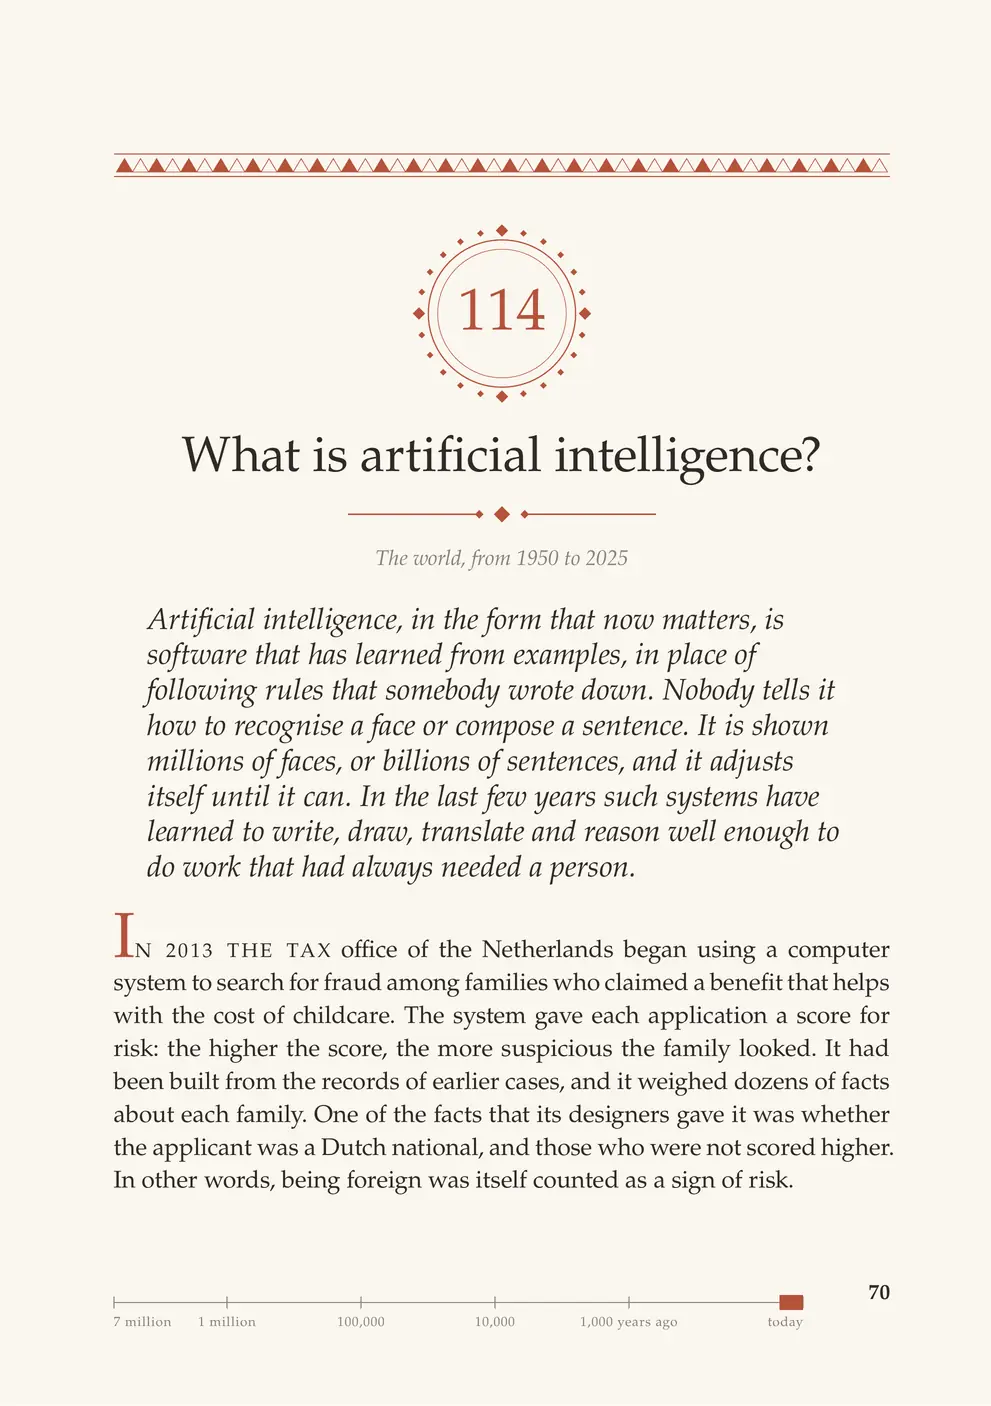 114
What is artificial intelligence?
The world, from 1950 to 2025
Artificial intelligence, in the form that now matters, is
software that has learned from examples, in place of
following rules that somebody wrote down. Nobody tells it
how to recognise a face or compose a sentence. It is shown
millions of faces, or billions of sentences, and it adjusts
itself until it can. In the last few years such systems have
learned to write, draw, translate and reason well enough to
do work that had always needed a person.
IN 2013 THE TAX office of the Netherlands began using a computer
system to search for fraud among families who claimed a benefit that helps
with the cost of childcare. The system gave each application a score for
risk: the higher the score, the more suspicious the family looked. It had
been built from the records of earlier cases, and it weighed dozens of facts
about each family. One of the facts that its designers gave it was whether
the applicant was a Dutch national, and those who were not scored higher.
In other words, being foreign was itself counted as a sign of risk.
70
7 million 1 million 100,000 10,000 1,000 years ago today